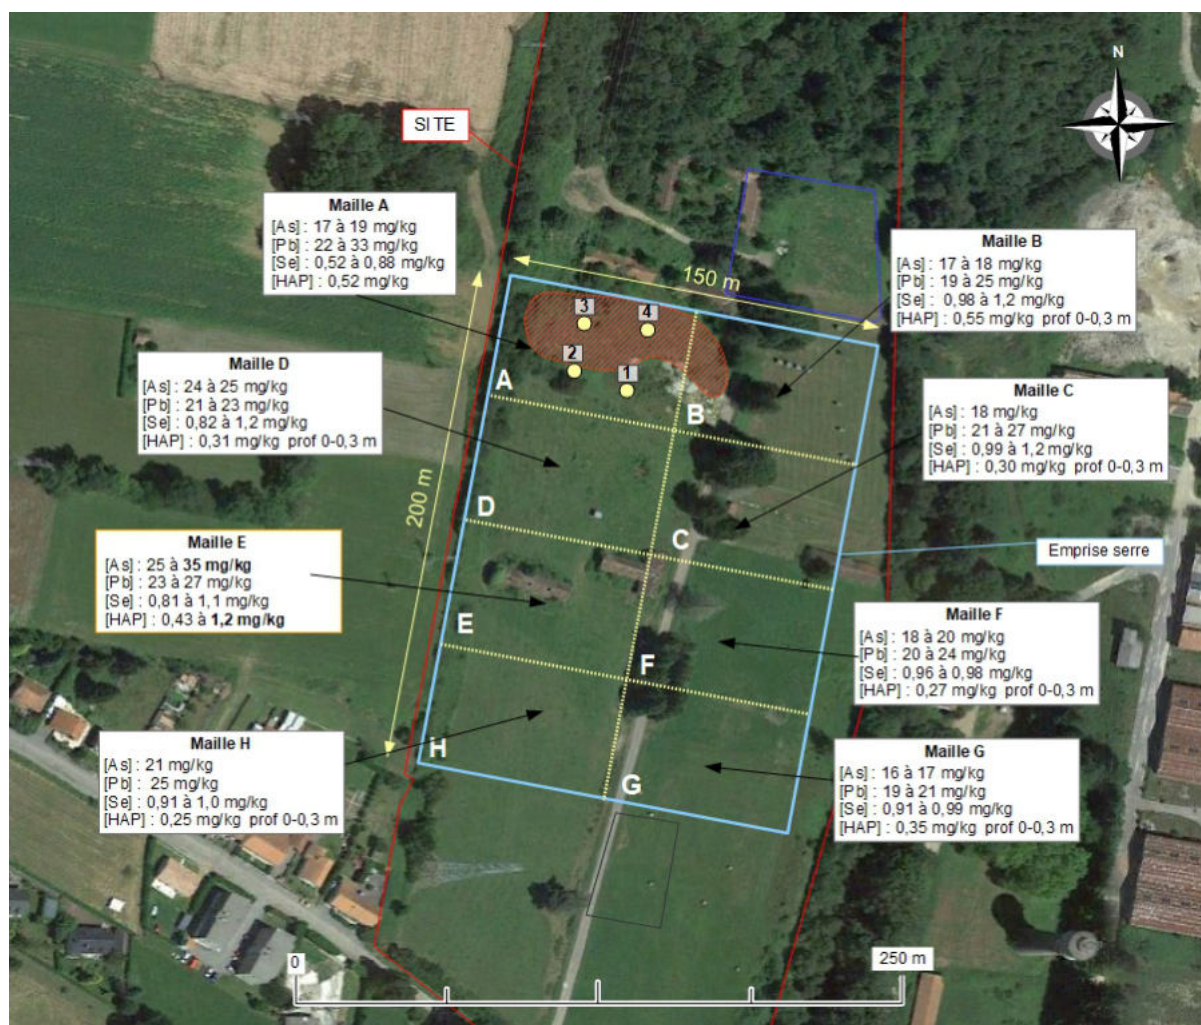 N
SITE
Maille A
[As] : 17 à 19 mg/kg
[Pb] : 22 à 33 mg/kg
[Se] : 0,52 à 0,88 mg/kg
[HAP] : 0,52 mg/kg
150 m
Maille B
[As] : 17 à 18 mg/kg
[Pb] : 19 à 25 mg/kg
[Se] : 0,98 à 1,2 mg/kg
[HAP] : 0,55 mg/kg prof 0-0,3 m
3
4
2
1
Maille D
[As] : 24 à 25 mg/kg
[Pb] : 21 à 23 mg/kg
[Se] : 0,82 à 1,2 mg/kg
[HAP] : 0,31 mg/kg prof 0-0,3 m
A
B
Maille C
[As] : 18 mg/kg
[Pb] : 21 à 27 mg/kg
[Se] : 0,99 à 1,2 mg/kg
[HAP] : 0,30 mg/kg prof 0-0,3 m
200 m
D
C
Emprise serre
Maille E
[As] : 25 à 35 mg/kg
[Pb] : 23 à 27 mg/kg
[Se] : 0,81 à 1,1 mg/kg
[HAP] : 0,43 à 1,2 mg/kg
E
F
Maille F
[As] : 18 à 20 mg/kg
[Pb] : 20 à 24 mg/kg
[Se] : 0,96 à 0,98 mg/kg
[HAP] : 0,27 mg/kg prof 0-0,3 m
Maille H
[As] : 21 mg/kg
[Pb] : 25 mg/kg
[Se] : 0,91 à 1,0 mg/kg
[HAP] : 0,25 mg/kg prof 0-0,3 m
H
G
Maille G
[As] : 16 à 17 mg/kg
[Pb] : 19 à 21 mg/kg
[Se] : 0,91 à 0,99 mg/kg
[HAP] : 0,35 mg/kg prof 0-0,3 m
0
250 m